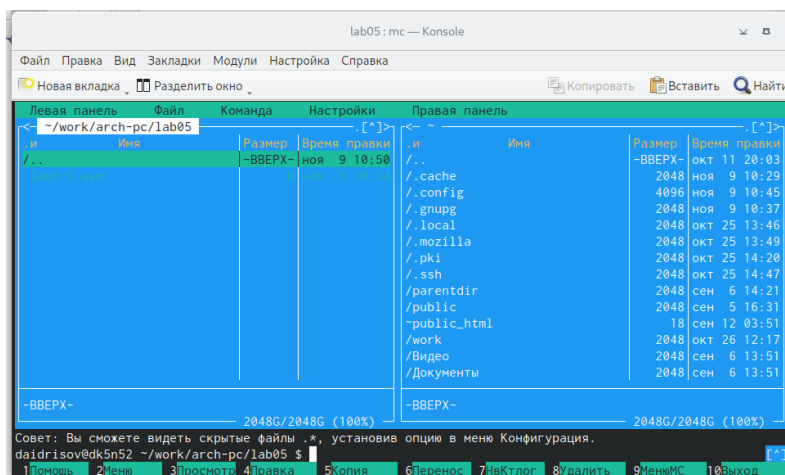 lab05 : mc — Konsole
Файл Правка Вид Закладки Модули Настройка Справка
Новая вкладка Разделить окно Копировать Вставить Найти
Левая панель Файл Команда Настройки Правая панель
<— ~/work/arch-pc/lab05 .[^]> <— ~ .[^]>
.и Имя Размер Время правки .и Имя Размер Время правки
/.. -ВВЕРХ- ноя 9 10:50 /.. -ВВЕРХ- окт 11 20:03
lab5-1.asm 0 ноя 9 10:54 /.cache 2048 ноя 9 10:29
/.config 4096 ноя 9 10:45
/.gnupg 2048 ноя 9 10:37
/.local 2048 окт 25 13:46
/.mozilla 2048 окт 25 13:49
/.pki 2048 окт 25 14:20
/.ssh 2048 окт 25 14:47
/parentdir 2048 сен 6 14:21
/public 2048 сен 5 16:31
~public_html 18 сен 12 03:51
/work 2048 окт 26 12:17
/Видео 2048 сен 6 13:51
/Документы 2048 сен 6 13:51
-ВВЕРХ- -ВВЕРХ-
2048G/2048G (100%) 2048G/2048G (100%)
Совет: Вы сможете видеть скрытые файлы .*, установив опцию в меню Конфигурация.
daidrisov@dk5n52 ~/work/arch-pc/lab05 $ [^]
1Помощь 2Меню 3Просмотр 4Правка 5Копия 6Перенос 7НвКтлог 8Удалить 9МенюМС 10Выход